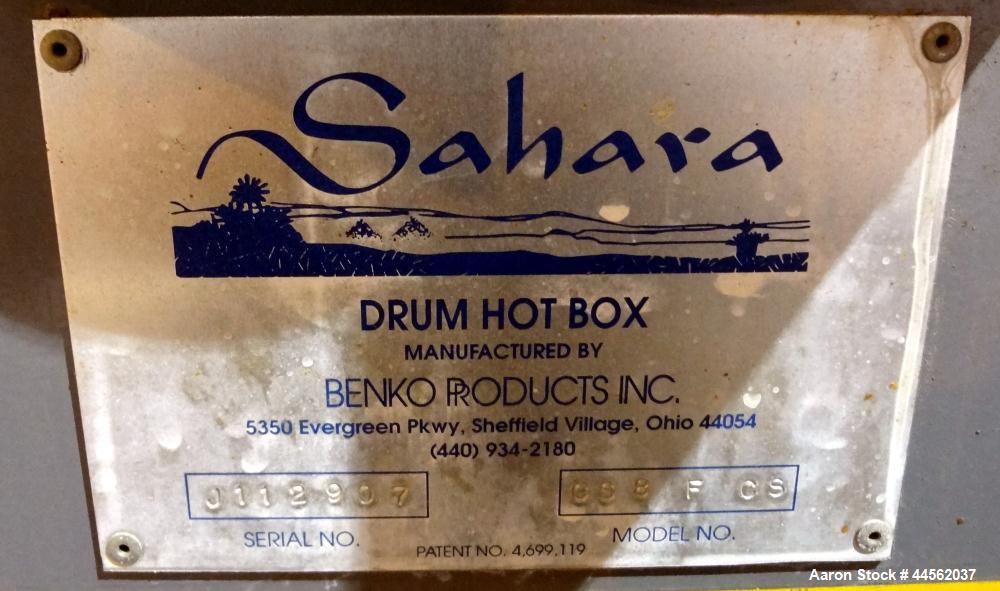 Sahara
DRUM HOT BOX
MANUFACTURED BY
BENKO PRODUCTS INC.
5350 Evergreen Pkwy, Sheffield Village, Ohio 44054
(440) 934-2180
J112907
F CS
SERIAL NO.
MODEL NO.
PATENT NO. 4,699,119
Aaron Stock # 44562037